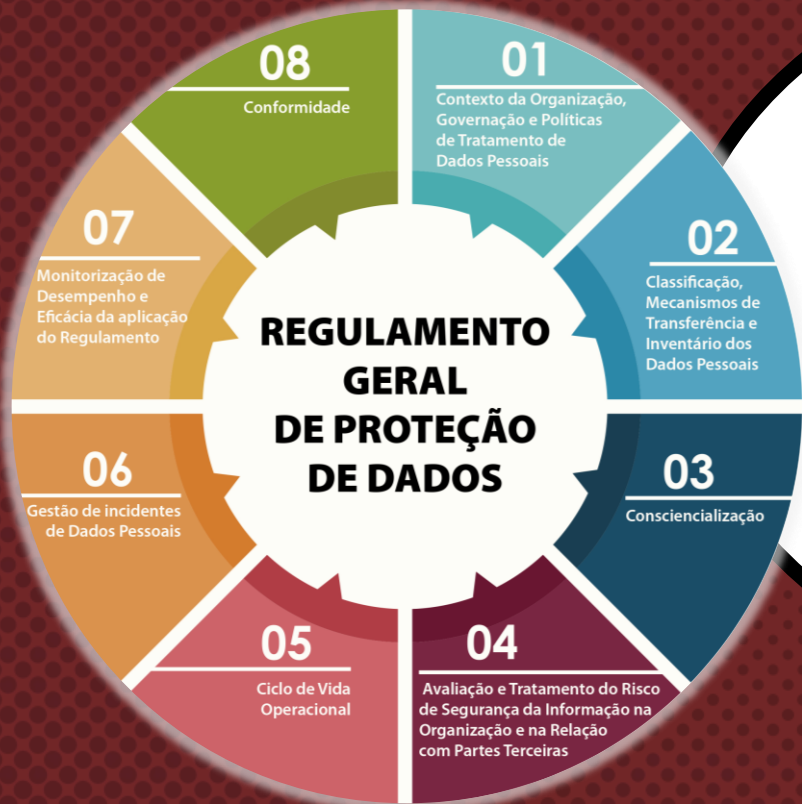 REGULAMENTO
GERAL
DE PROTEÇÃO
DE DADOS
01
Contexto da Organização,
Governação e Políticas
de Tratamento de
Dados Pessoais
02
Classificação,
Mecanismos de
Transferência e
Inventário dos
Dados Pessoais
03
Consciencialização
04
Avaliação e Tratamento do Risco
de Segurança da Informação na
Organização e na Relação
com Partes Terceiras
05
Ciclo de Vida
Operacional
06
Gestão de incidentes
de Dados Pessoais
07
Monitorização de
Desempenho e
Eficácia da aplicação
do Regulamento
08
Conformidade